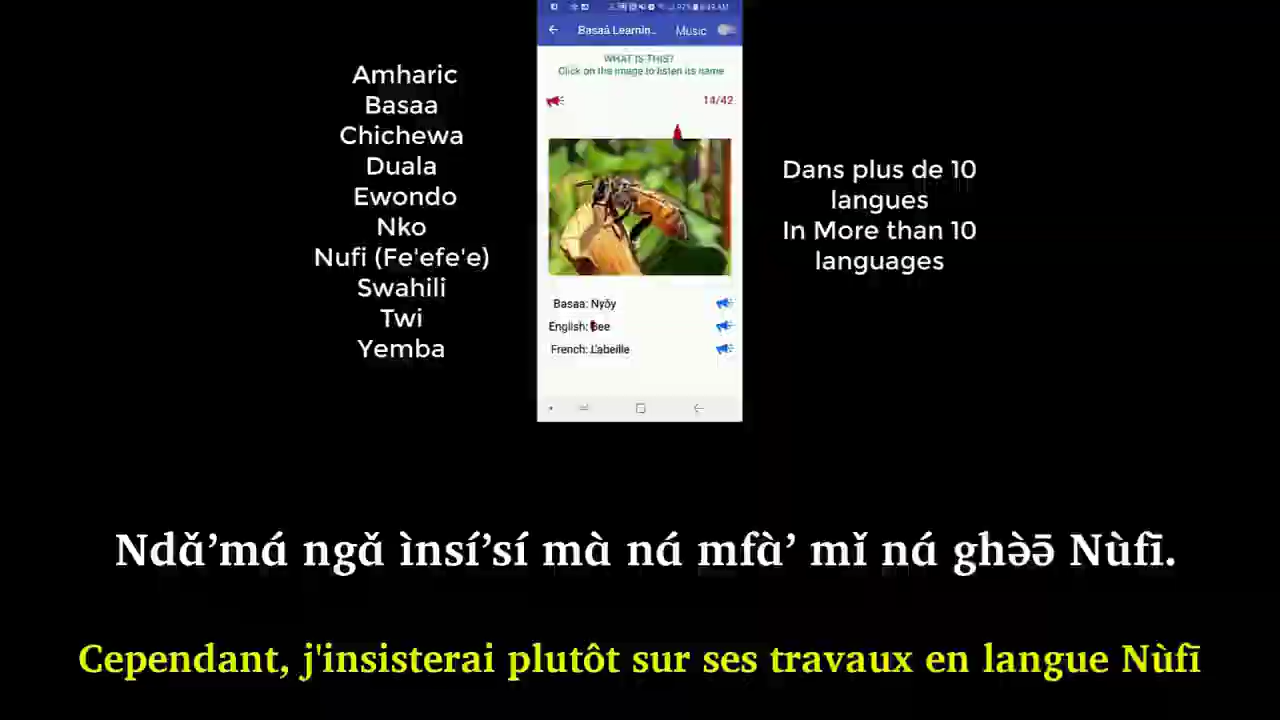 Basaá Learnin..
Music
WHAT IS THIS?
Click on the image to listen its name
14/42
Amharic
Basaa
Chichewa
Duala
Ewondo
Nko
Nufi (Fe'efe'e)
Swahili
Twi
Yemba
Basaa: Nyŏy
English: Bee
French: L'abeille
Dans plus de 10
langues
In More than 10
languages
Ndǎ’má ngǎ ìnsí’sí mà ná mfà’ mǐ ná ghə̀ə̄ Nùfī.
Cependant, j'insisterai plutôt sur ses travaux en langue Nùfī